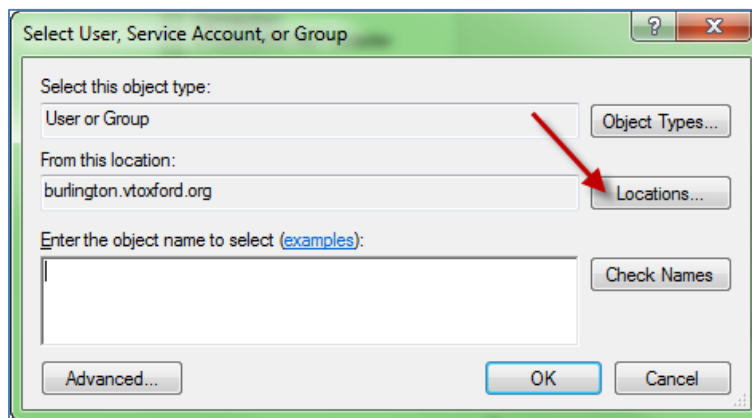 Select User, Service Account, or Group
Select this object type:
User or Group
Object Types...
From this location:
burlington.vtoxford.org
Locations...
Enter the object name to select (examples):
Check Names
Advanced...
OK
Cancel